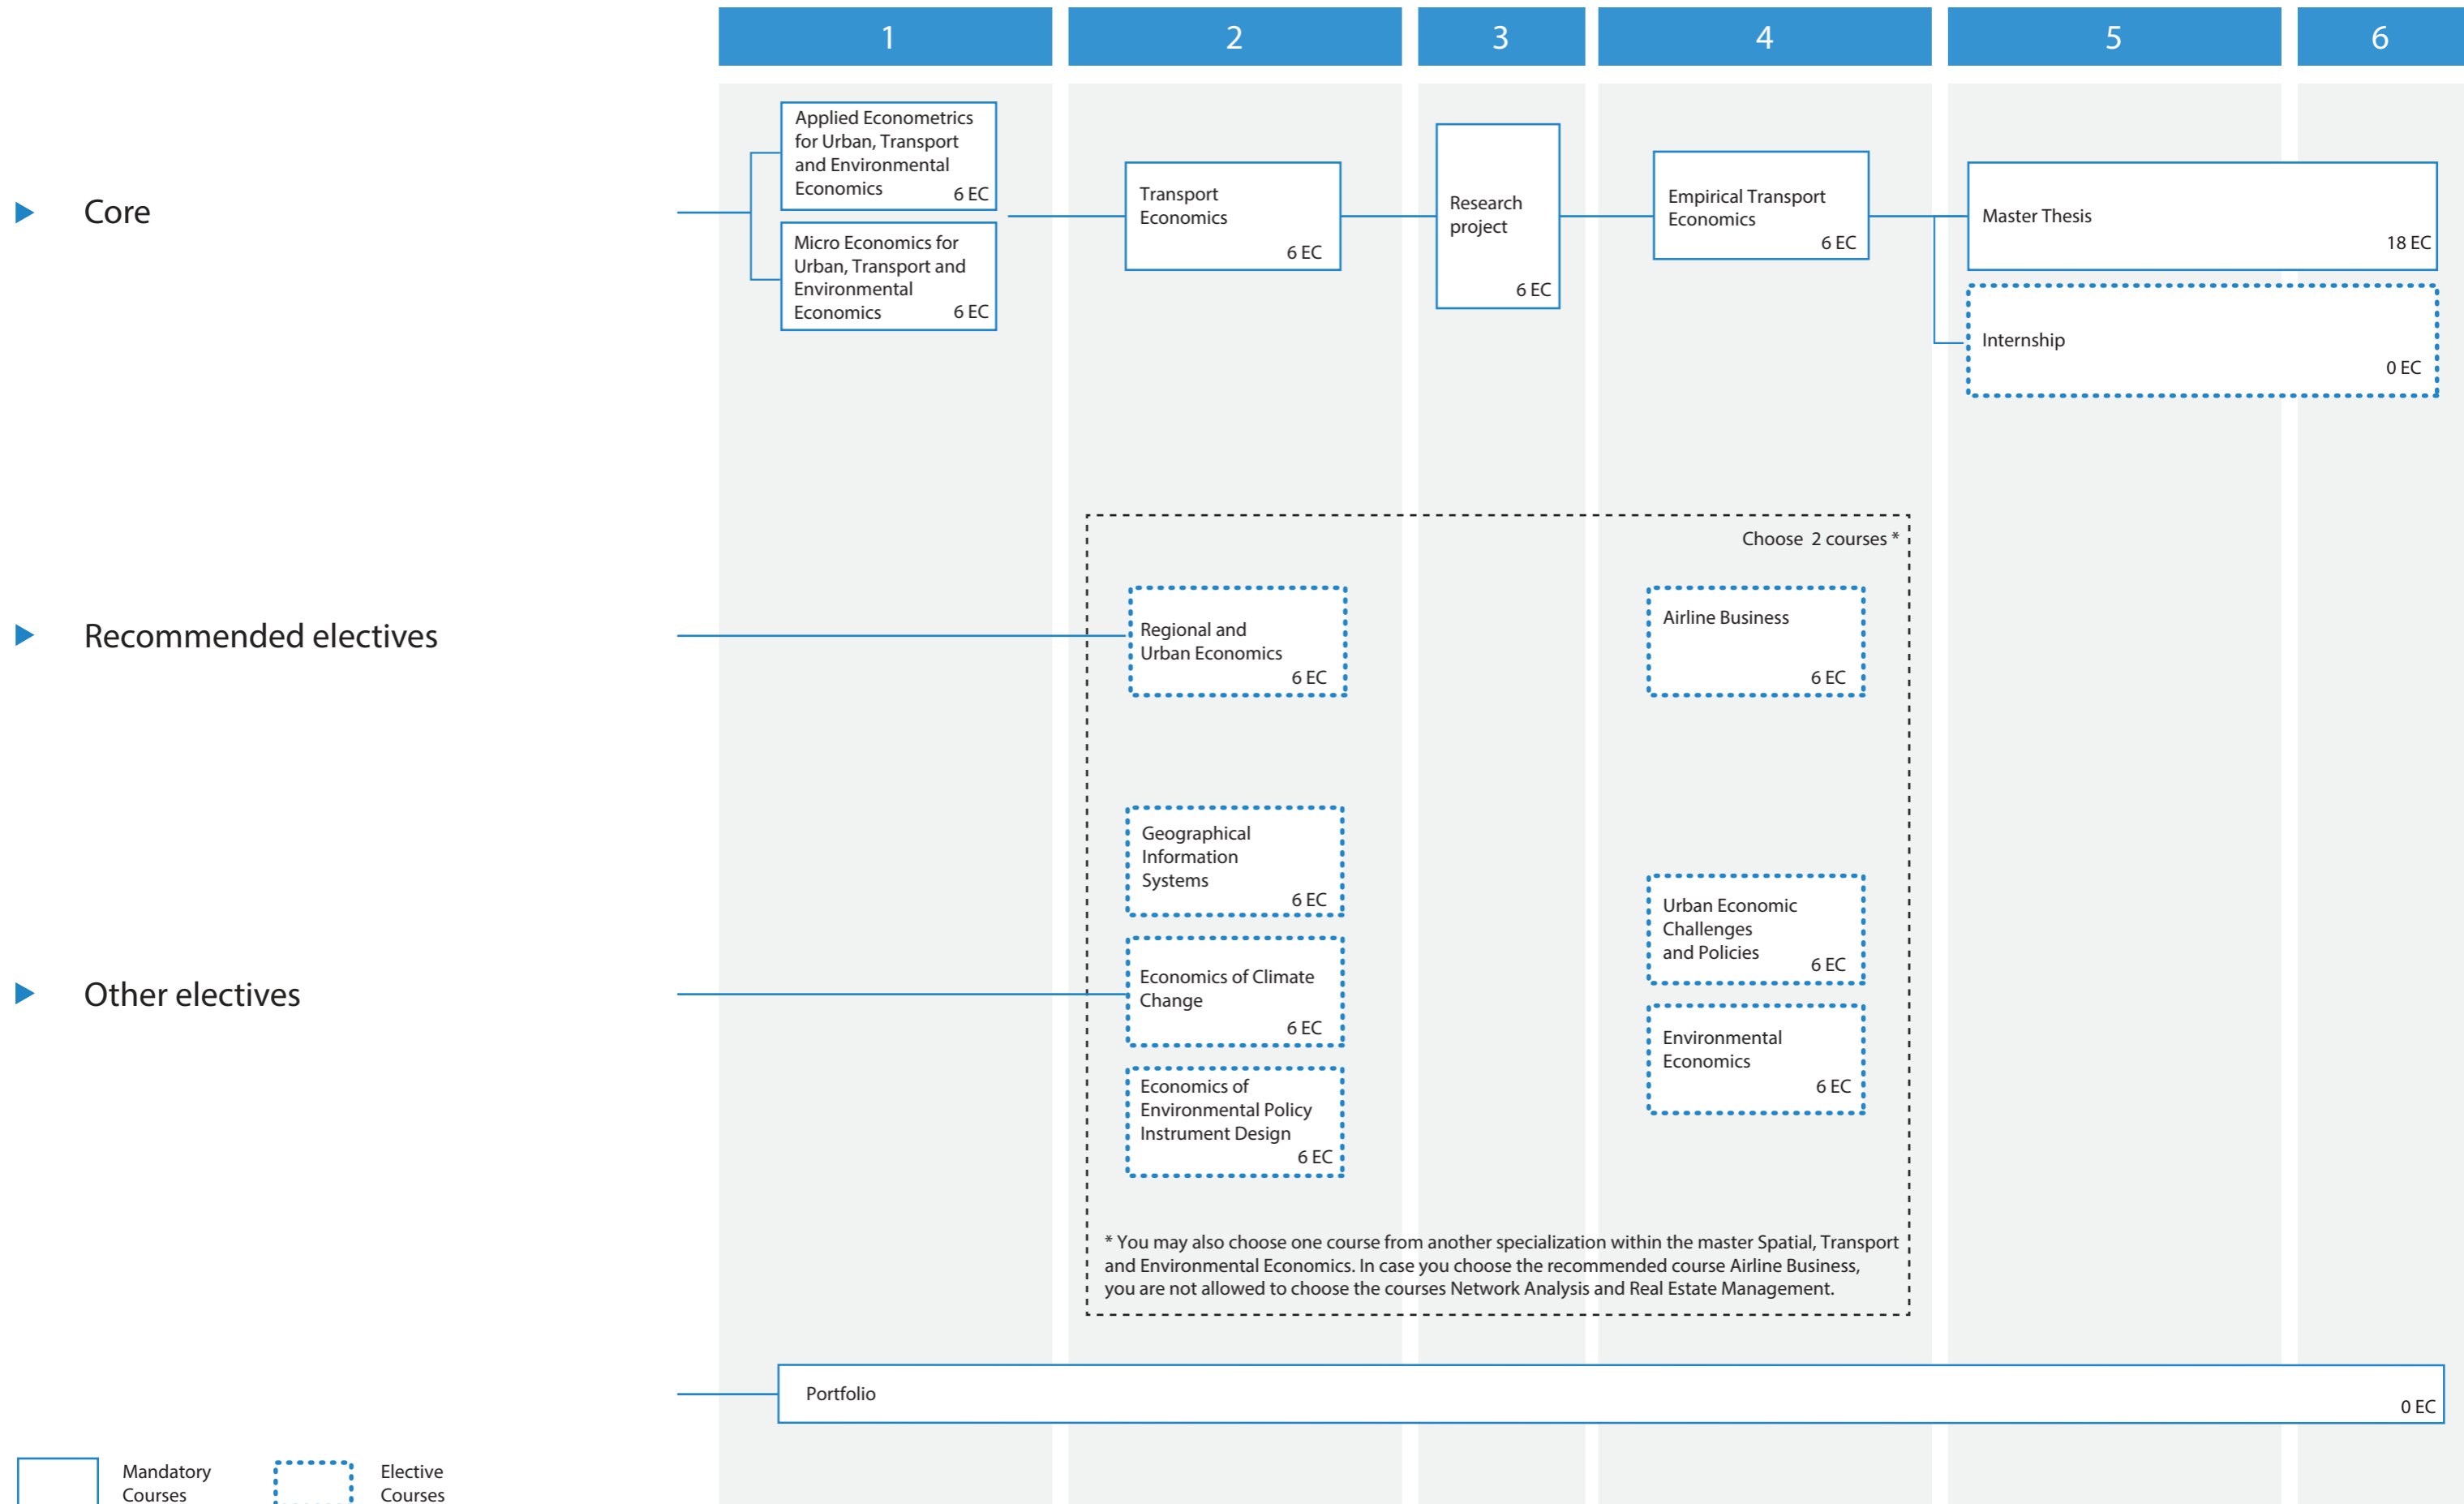 1
2
3
4
5
6
Core
Applied Econometrics
for Urban, Transport
and Environmental
Economics
6 EC
Micro Economics for
Urban, Transport and
Environmental
Economics
6 EC
Transport
Economics
6 EC
Research
project
6 EC
Empirical Transport
Economics
6 EC
Master Thesis
18 EC
Internship
0 EC
Choose 2 courses *
Recommended electives
Regional and
Urban Economics
6 EC
Airline Business
6 EC
Other electives
Geographical
Information
Systems
6 EC
Economics of Climate
Change
6 EC
Economics of
Environmental Policy
Instrument Design
6 EC
Urban Economic
Challenges
and Policies
6 EC
Environmental
Economics
6 EC
* You may also choose one course from another specialization within the master Spatial, Transport
and Environmental Economics. In case you choose the recommended course Airline Business,
you are not allowed to choose the courses Network Analysis and Real Estate Management.
Portfolio
0 EC
Mandatory
Courses
Elective
Courses